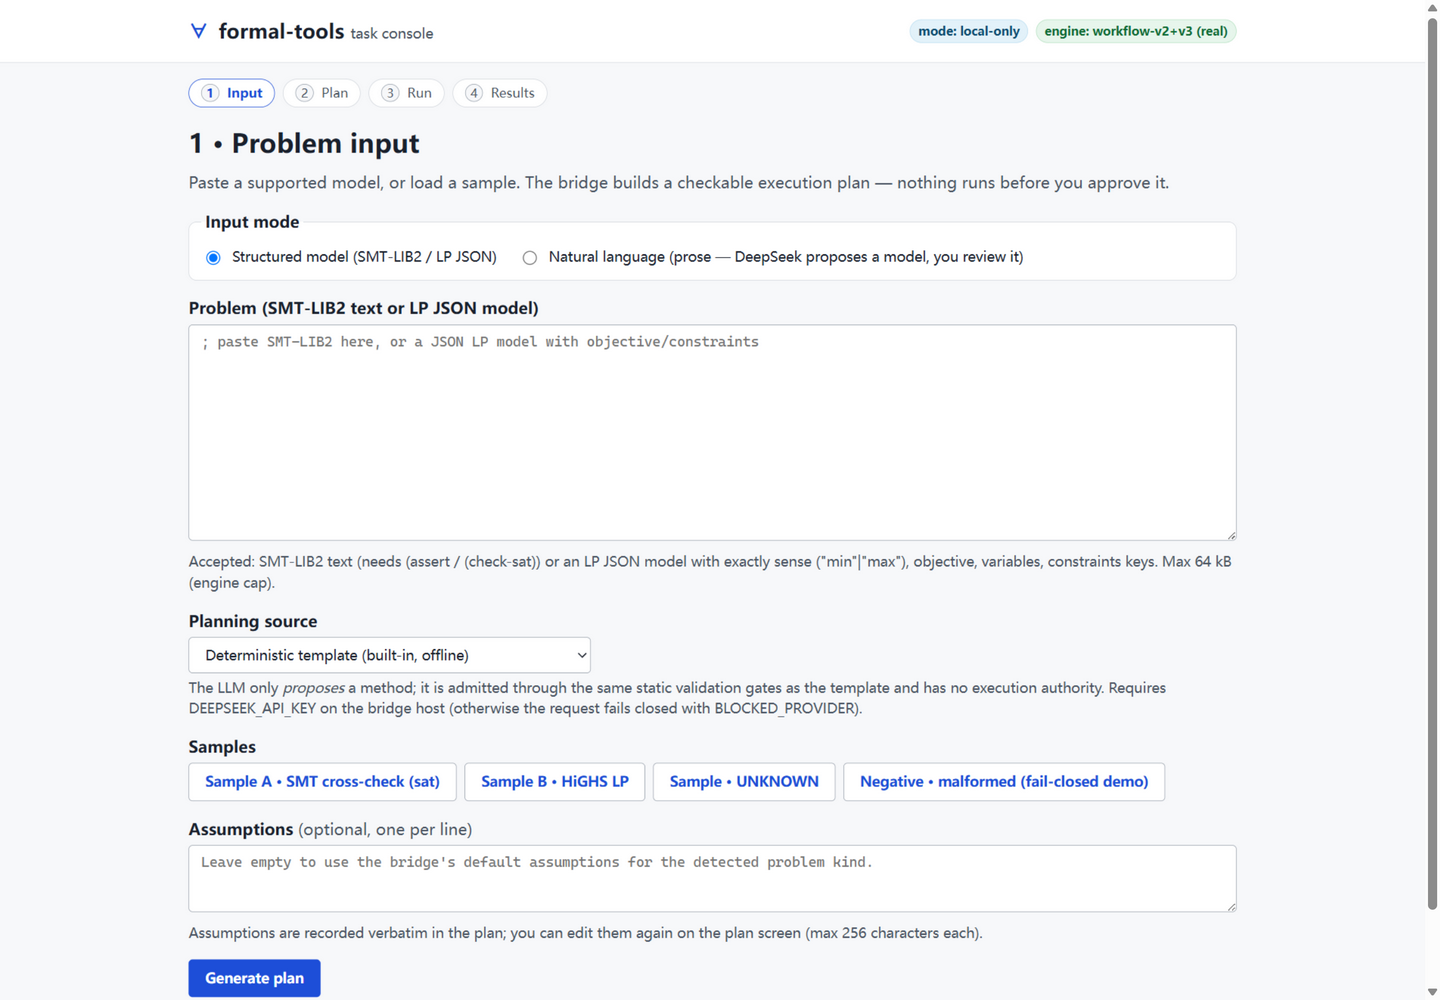 ∀ formal-tools task console
mode: local-only
engine: workflow-v2+v3 (real)
1 Input
2 Plan
3 Run
4 Results
1 • Problem input
Paste a supported model, or load a sample. The bridge builds a checkable execution plan — nothing runs before you approve it.
Input mode
Structured model (SMT-LIB2 / LP JSON)
Natural language (prose — DeepSeek proposes a model, you review it)
Problem (SMT-LIB2 text or LP JSON model)
; paste SMT-LIB2 here, or a JSON LP model with objective/constraints
Accepted: SMT-LIB2 text (needs (assert / (check-sat)) or an LP JSON model with exactly sense ("min"|"max"), objective, variables, constraints keys. Max 64 kB
(engine cap).
Planning source
Deterministic template (built-in, offline)
The LLM only proposes a method; it is admitted through the same static validation gates as the template and has no execution authority. Requires
DEEPSEEK_API_KEY on the bridge host (otherwise the request fails closed with BLOCKED_PROVIDER).
Samples
Sample A • SMT cross-check (sat)
Sample B • HiGHS LP
Sample • UNKNOWN
Negative • malformed (fail-closed demo)
Assumptions (optional, one per line)
Leave empty to use the bridge's default assumptions for the detected problem kind.
Assumptions are recorded verbatim in the plan; you can edit them again on the plan screen (max 256 characters each).
Generate plan